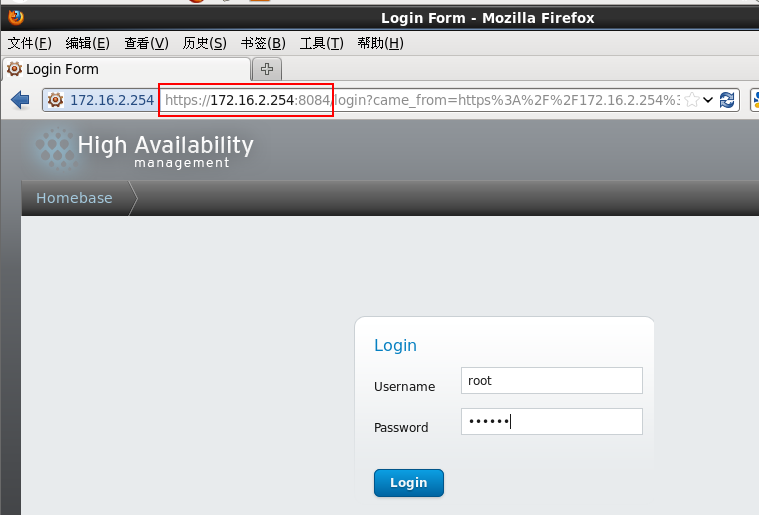 Login Form - Mozilla Firefox
文件(F) 编辑(E) 查看(V) 历史(S) 书签(B) 工具(T) 帮助(H)
Login Form
172.16.2.254 https://172.16.2.254:8084/login?came_from=https%3A%2F%2F172.16.2.254%3
High Availability
management
Homebase
Login
Username root
Password ••••••
Login